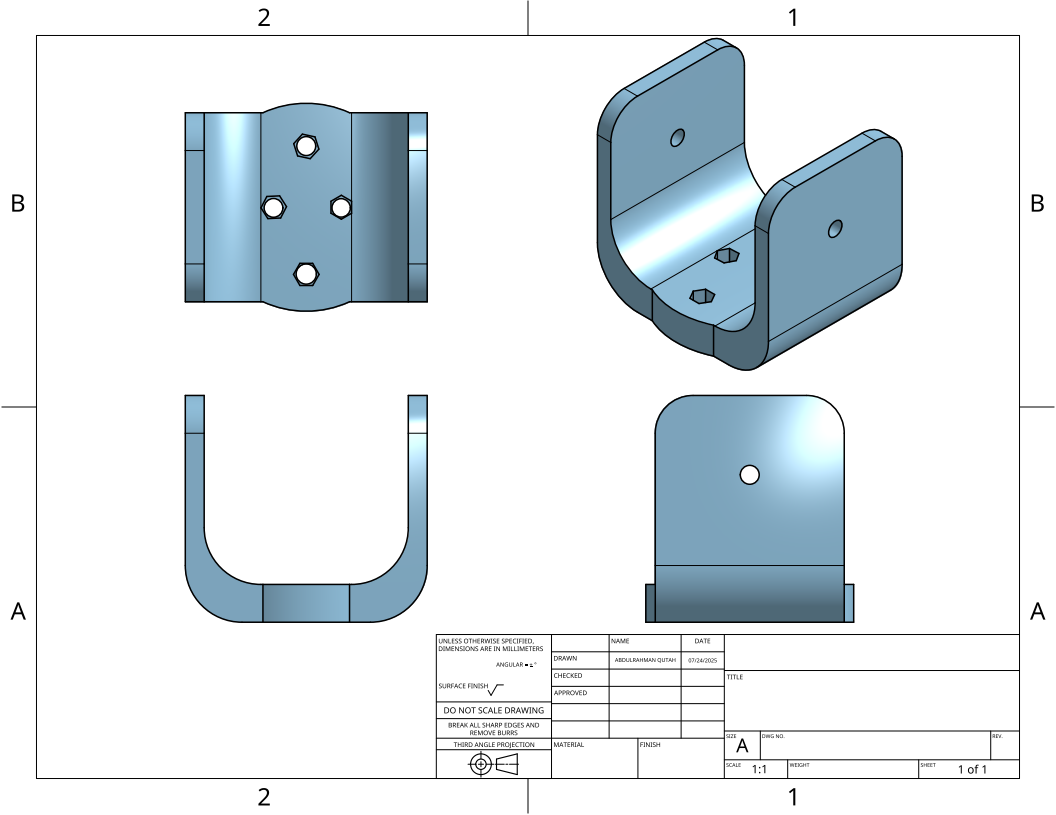 2 1
B B
A A
UNLESS OTHERWISE SPECIFIED,
DIMENSIONS ARE IN MILLIMETERS
ANGULAR = ± °
SURFACE FINISH
DO NOT SCALE DRAWING
BREAK ALL SHARP EDGES AND
REMOVE BURRS
THIRD ANGLE PROJECTION
NAME DATE
DRAWN ABDULRAHMAN QUTAH 07/24/2025
CHECKED
APPROVED
MATERIAL FINISH
TITLE
SIZE DWG NO. REV.
A
SCALE 1:1 WEIGHT SHEET 1 of 1
2 1